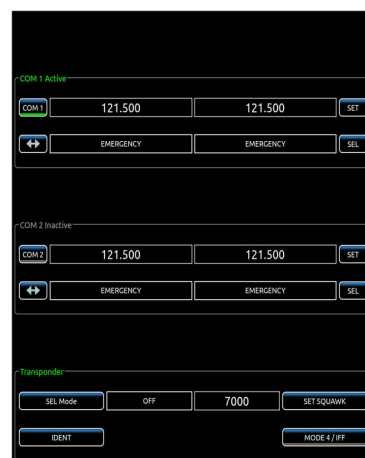 COM 1 Active
COM 1 121.500 121.500 SET
EMERGENCY EMERGENCY SEL
COM 2 Inactive
COM 2 121.500 121.500 SET
EMERGENCY EMERGENCY SEL
Transponder
SEL Mode OFF 7000 SET SQUAWK
IDENT MODE 4 / IFF